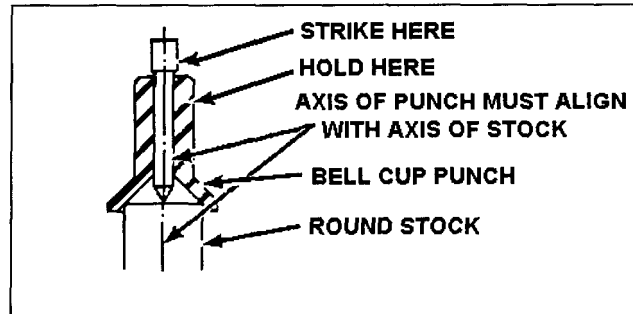 STRIKE HERE
HOLD HERE
AXIS OF PUNCH MUST ALIGN
WITH AXIS OF STOCK
BELL CUP PUNCH
ROUND STOCK